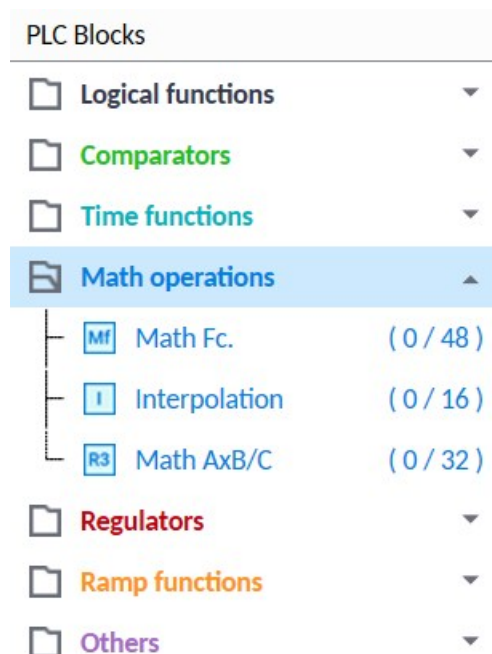 PLC Blocks
Logical functions
Comparators
Time functions
Math operations
Mf Math Fc. ( 0 / 48 )
I Interpolation ( 0 / 16 )
R3 Math AxB/C ( 0 / 32 )
Regulators
Ramp functions
Others